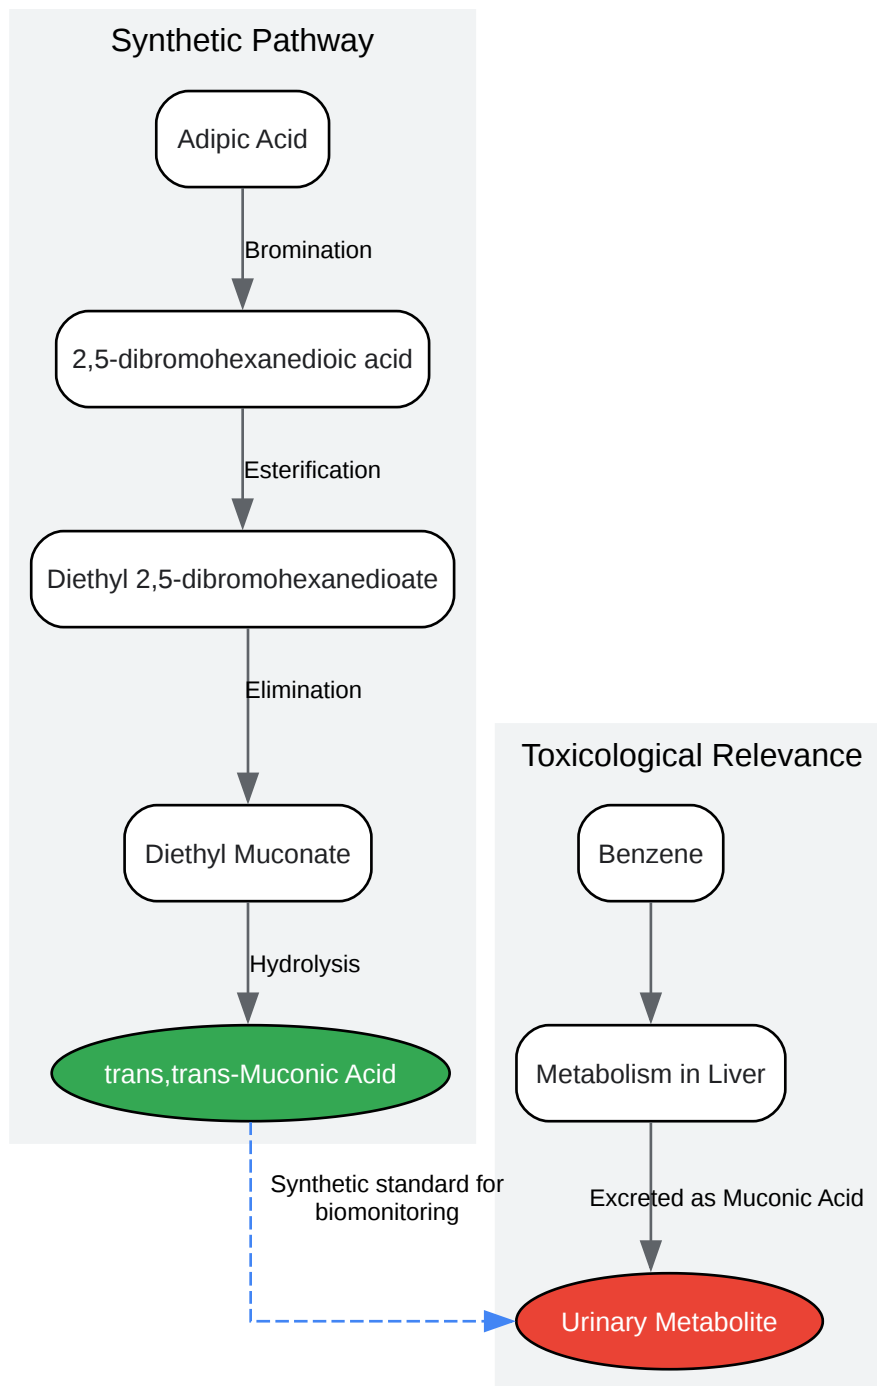 Synthetic Pathway
Adipic Acid
Bromination
2,5-dibromohexanedioic acid
Esterification
Diethyl 2,5-dibromohexanedioate
Elimination
Diethyl Muconate
Hydrolysis
trans,trans-Muconic Acid
Synthetic standard for
biomonitoring
Toxicological Relevance
Benzene
Metabolism in Liver
Excreted as Muconic Acid
Urinary Metabolite